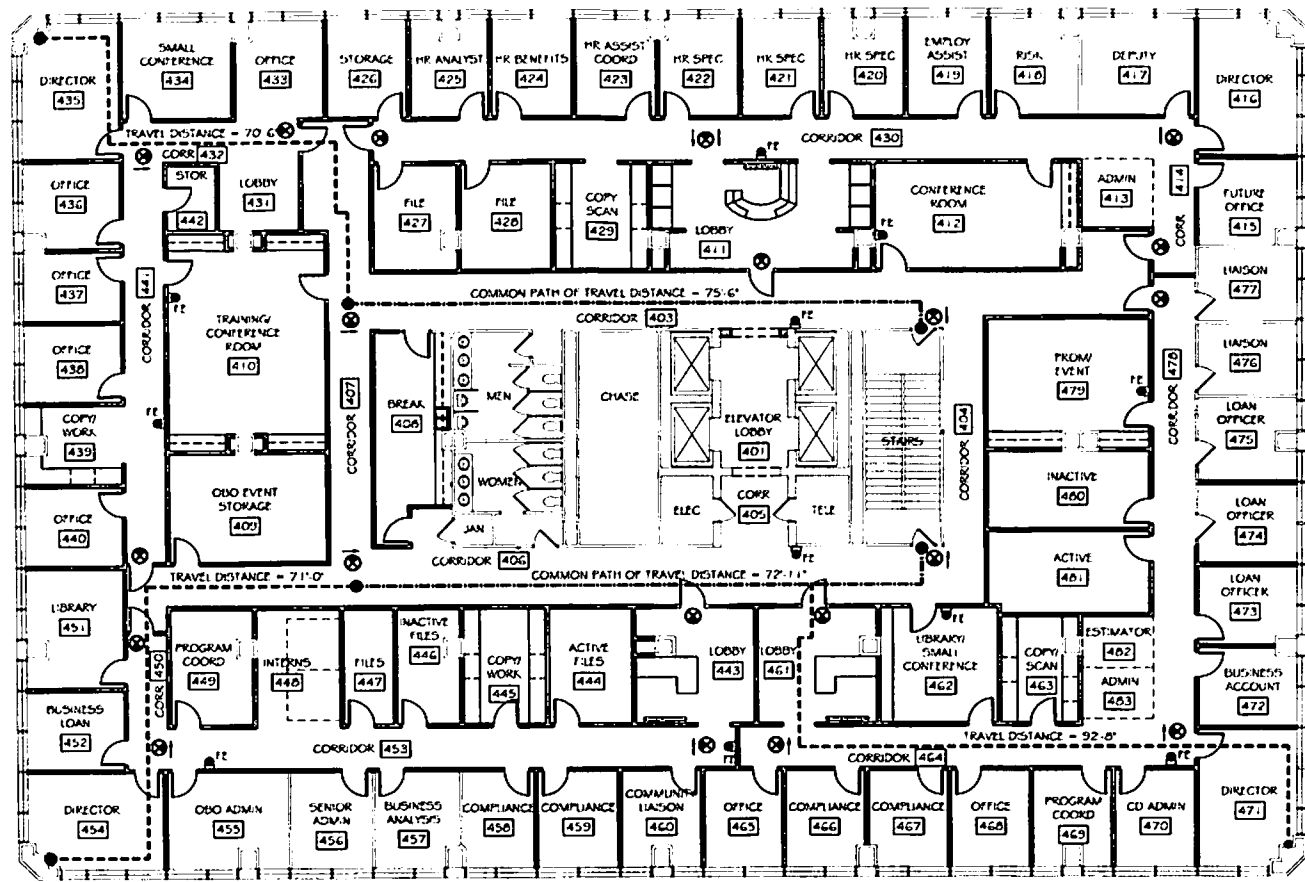 SMALL
CONFERENCE
434
OFFICE
433
STORAGE
426
HR ANALYST
425
HR BENEFITS
424
HR ASSIST
COORD
423
HR SPEC
422
HR SPEC
421
HR SPEC
420
EMPLOY
ASSIST
419
RISK
418
DEPUTY
417
DIRECTOR
435
DIRECTOR
416
TRAVEL DISTANCE = 70'-6"
CORR 432
CORRIDOR 430
FE
STOR
442
LOBBY
431
OFFICE
436
FILE
427
FILE
428
COPY
SCAN
429
LOBBY
411
CONFERENCE
ROOM
412
FE
ADMIN
413
CORR 414
FUTURE
OFFICE
415
OFFICE
437
CORRIDOR 441
FE
TRAINING/
CONFERENCE
ROOM
410
COMMON PATH OF TRAVEL DISTANCE = 75'-6"
CORRIDOR 403
FE
LIAISON
477
OFFICE
438
LIAISON
476
CORRIDOR 407
BREAK
408
MEN
CHASE
ELEVATOR
LOBBY
401
STAIRS
CORRIDOR 404
PROM/
EVENT
479
FE
CORRIDOR 478
COPY/
WORK
439
FE
LOAN
OFFICER
475
OBO EVENT
STORAGE
409
WOMEN
JAN
ELEC
CORR
405
TELE
FE
INACTIVE
480
OFFICE
440
LOAN
OFFICER
474
CORRIDOR 406
ACTIVE
481
TRAVEL DISTANCE = 71'-0"
COMMON PATH OF TRAVEL DISTANCE = 72'-11"
LOAN
OFFICER
473
LIBRARY
451
CORR 450
PROGRAM
COORD
449
INTERNS
448
FILES
447
INACTIVE
FILES
446
COPY/
WORK
445
ACTIVE
FILES
444
LOBBY
443
LOBBY
461
FE
LIBRARY/
SMALL
CONFERENCE
462
COPY/
SCAN
463
ESTIMATOR
482
ADMIN
483
BUSINESS
ACCOUNT
472
BUSINESS
LOAN
452
TRAVEL DISTANCE = 92'-8"
CORRIDOR 453
FE
FE
CORRIDOR 464
FE
DIRECTOR
454
OBO ADMIN
455
SENIOR
ADMIN
456
BUSINESS
ANALYSIS
457
COMPLIANCE
458
COMPLIANCE
459
COMMUNITY
LIAISON
460
OFFICE
465
COMPLIANCE
466
COMPLIANCE
467
OFFICE
468
PROGRAM
COORD
469
CD ADMIN
470
DIRECTOR
471